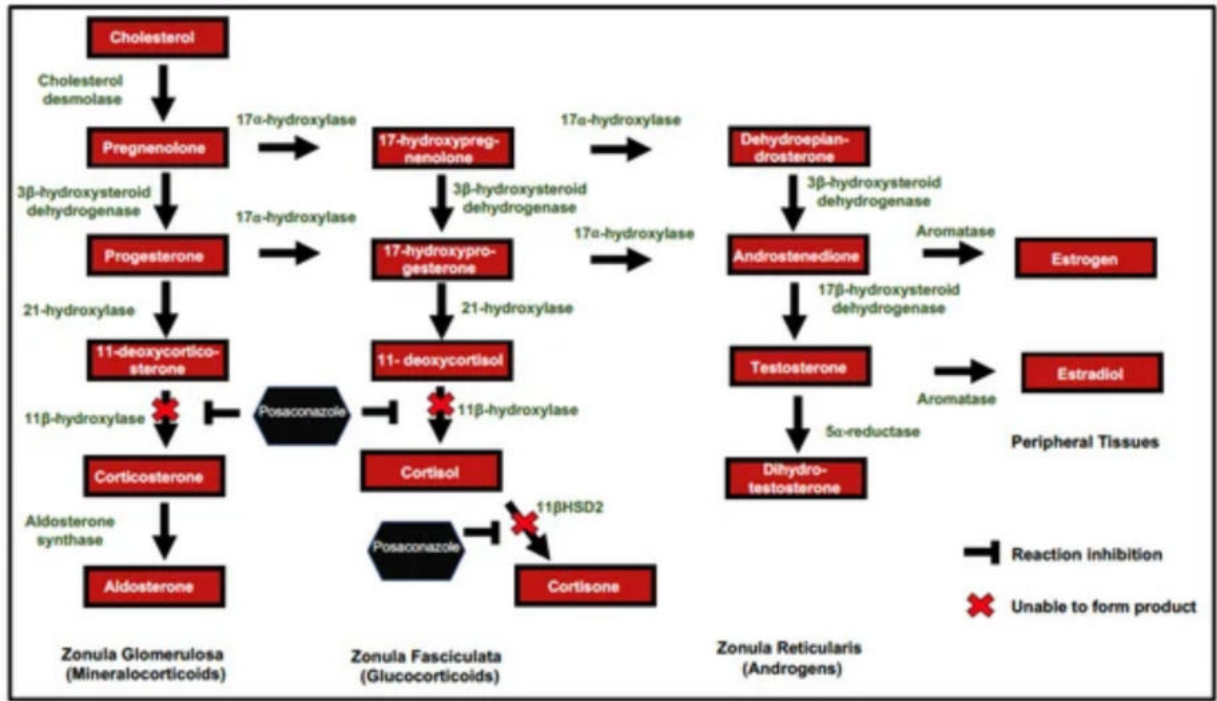 Cholesterol
Cholesterol
desmolase
17α-hydroxylase
17α-hydroxylase
Pregnenolone
17-hydroxypreg-
nenolone
Dehydroepian-
drosterone
3β-hydroxysteroid
dehydrogenase
3β-hydroxysteroid
dehydrogenase
3β-hydroxysteroid
dehydrogenase
17α-hydroxylase
17α-hydroxylase
Aromatase
Progesterone
17-hydroxypro-
gesterone
Androstenedione
Estrogen
21-hydroxylase
21-hydroxylase
17β-hydroxysteroid
dehydrogenase
11-deoxycortico-
sterone
11- deoxycortisol
Testosterone
Estradiol
Aromatase
11β-hydroxylase
Posaconazole
11β-hydroxylase
5α-reductase
Peripheral Tissues
Corticosterone
Cortisol
Dihydro-
testosterone
11βHSD2
Aldosterone
synthase
Posaconazole
Reaction inhibition
Aldosterone
Cortisone
Unable to form product
Zonula Glomerulosa
(Mineralocorticoids)
Zonula Fasciculata
(Glucocorticoids)
Zonula Reticularis
(Androgens)